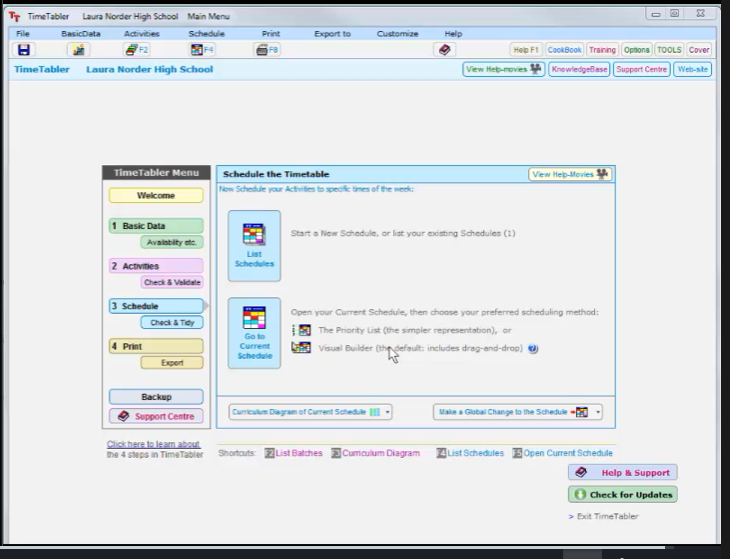 TT TimeTabler Laura Norder High School Main Menu
File BasicData Activities Schedule Print Export to Customize Help
F2 F4 F8 Help F1 CookBook Training Options TOOLS Cover
TimeTabler Laura Norder High School View Help-movies KnowledgeBase Support Centre Web-site
TimeTabler Menu
Welcome
1 Basic Data
Availability etc.
2 Activities
Check & Validate
3 Schedule
Check & Tidy
4 Print
Export
Backup
Support Centre
Click here to learn about
the 4 steps in TimeTabler
Schedule the Timetable View Help-Movies
Now Schedule your Activities to specific times of the week:
List
Schedules
Start a New Schedule, or list your existing Schedules (1)
Go to
Current
Schedule
Open your Current Schedule, then choose your preferred scheduling method:
The Priority List (the simpler representation), or
Visual Builder (the default: includes drag-and-drop)
Curriculum Diagram of Current Schedule Make a Global Change to the Schedule
Shortcuts: F2 List Batches F3 Curriculum Diagram F4 List Schedules F5 Open Current Schedule
Help & Support
Check for Updates
> Exit TimeTabler